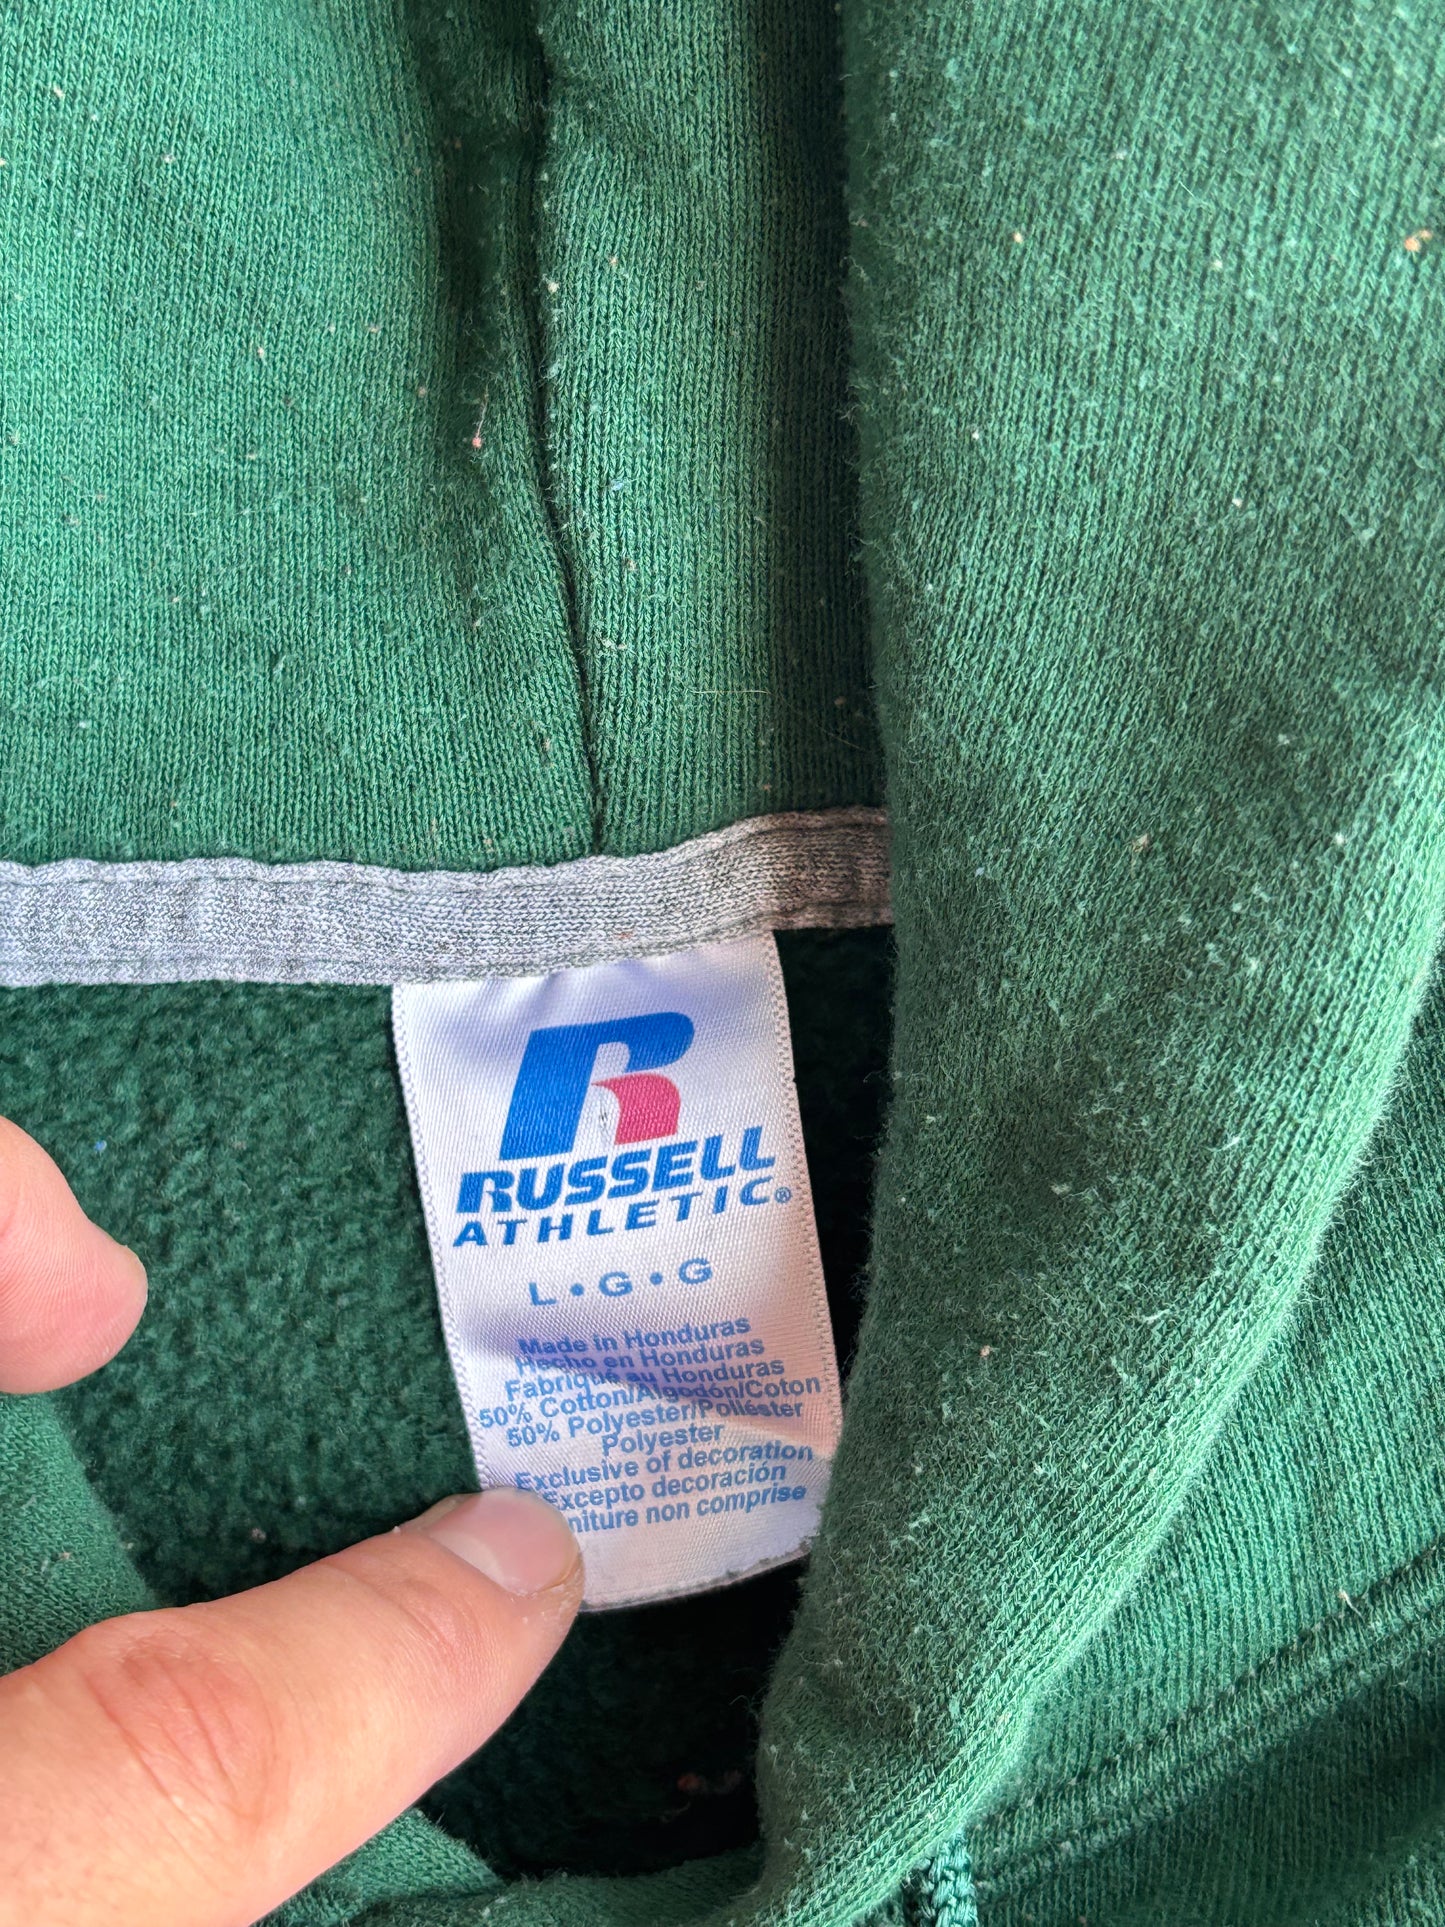 R
RUSSELL
ATHLETIC®
L • G • G
Made in Honduras
Hecho en Honduras
Fabriqué au Honduras
50% Cotton/Algodón/Coton
50% Polyester/Poliéster
Polyester
Exclusive of decoration
Excepto decoración
niture non comprise